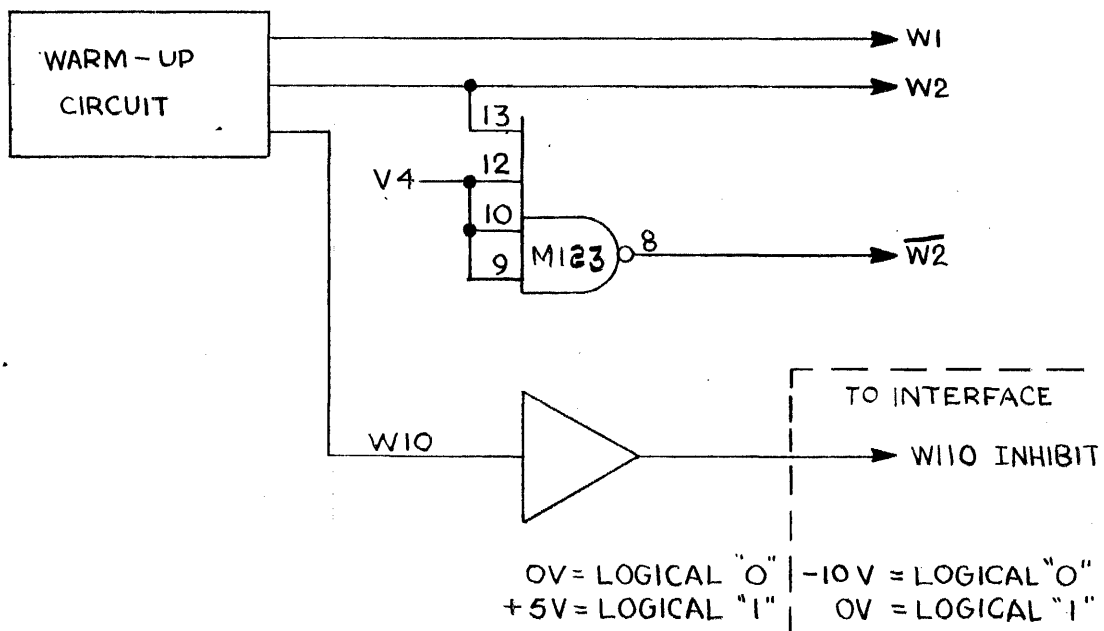 W1
WARM-UP
CIRCUIT
W2
13
V4
12
10
9
M123
8
W2
TO INTERFACE
W10
W110 INHIBIT
0V = LOGICAL "0"
-10V = LOGICAL "0"
+5V = LOGICAL "1"
0V = LOGICAL "1"